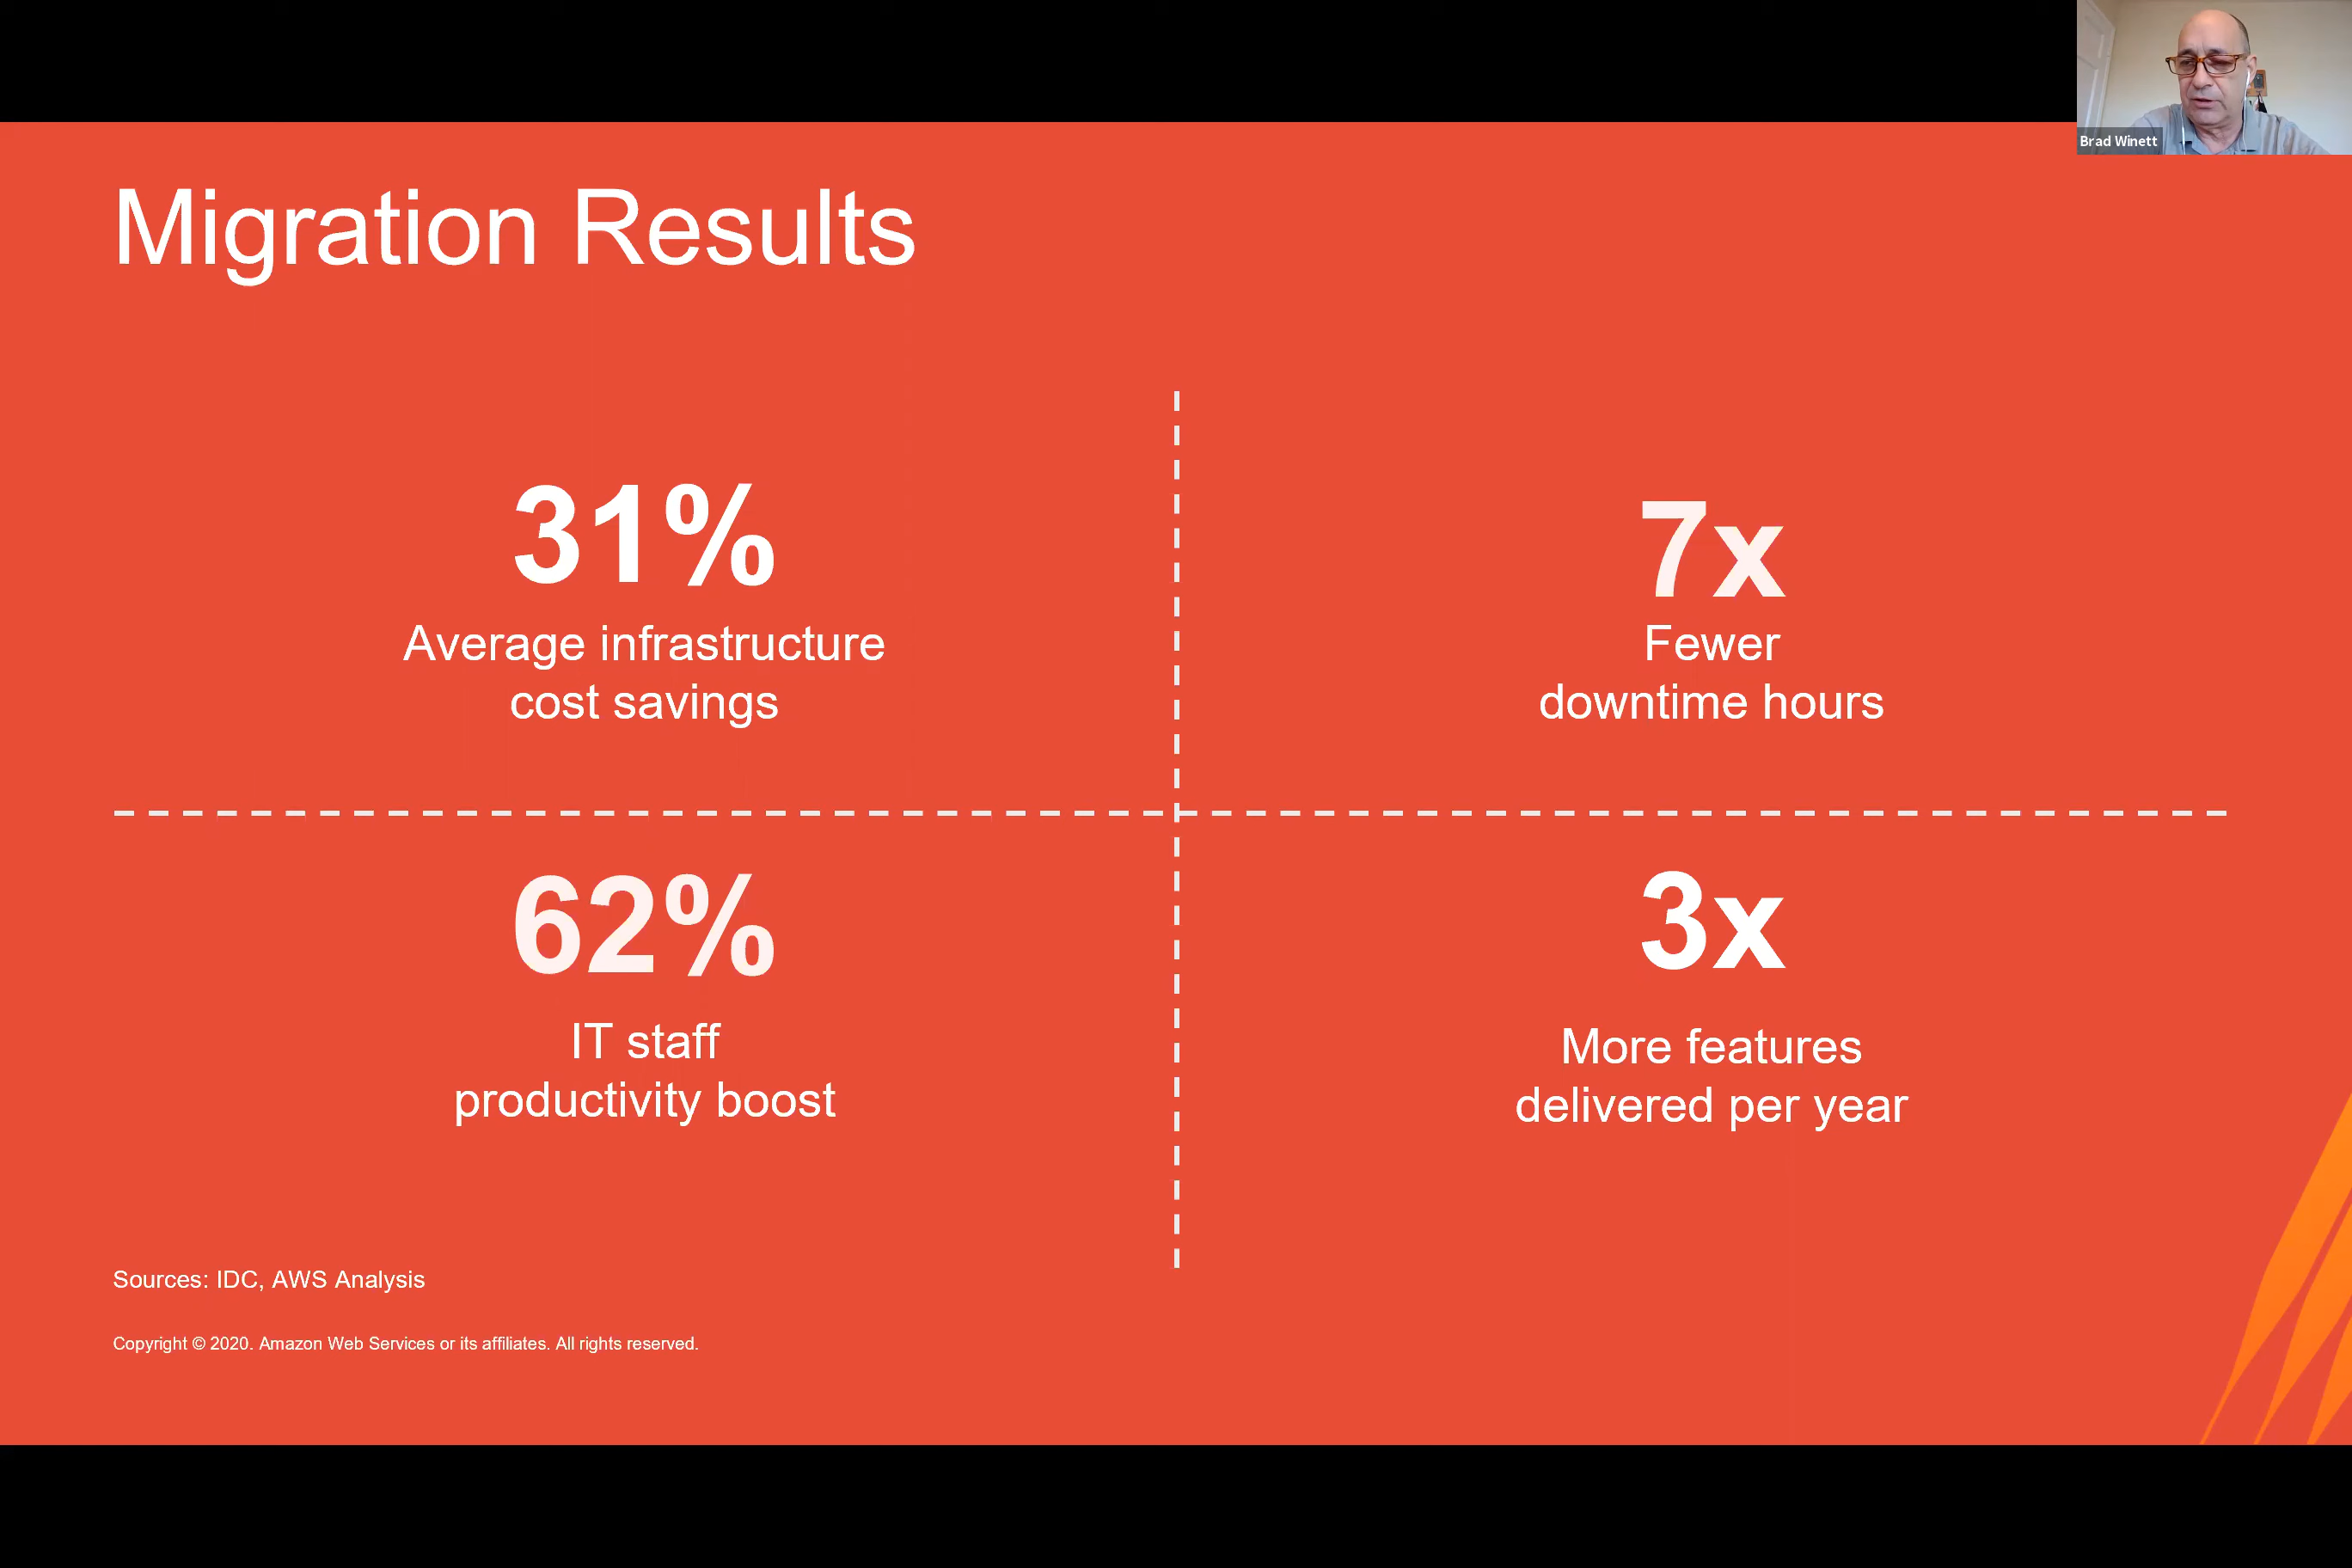 Brad Winett
Migration Results
31%
Average infrastructure
cost savings
7x
Fewer
downtime hours
62%
IT staff
productivity boost
3x
More features
delivered per year
Sources: IDC, AWS Analysis
Copyright © 2020. Amazon Web Services or its affiliates. All rights reserved.